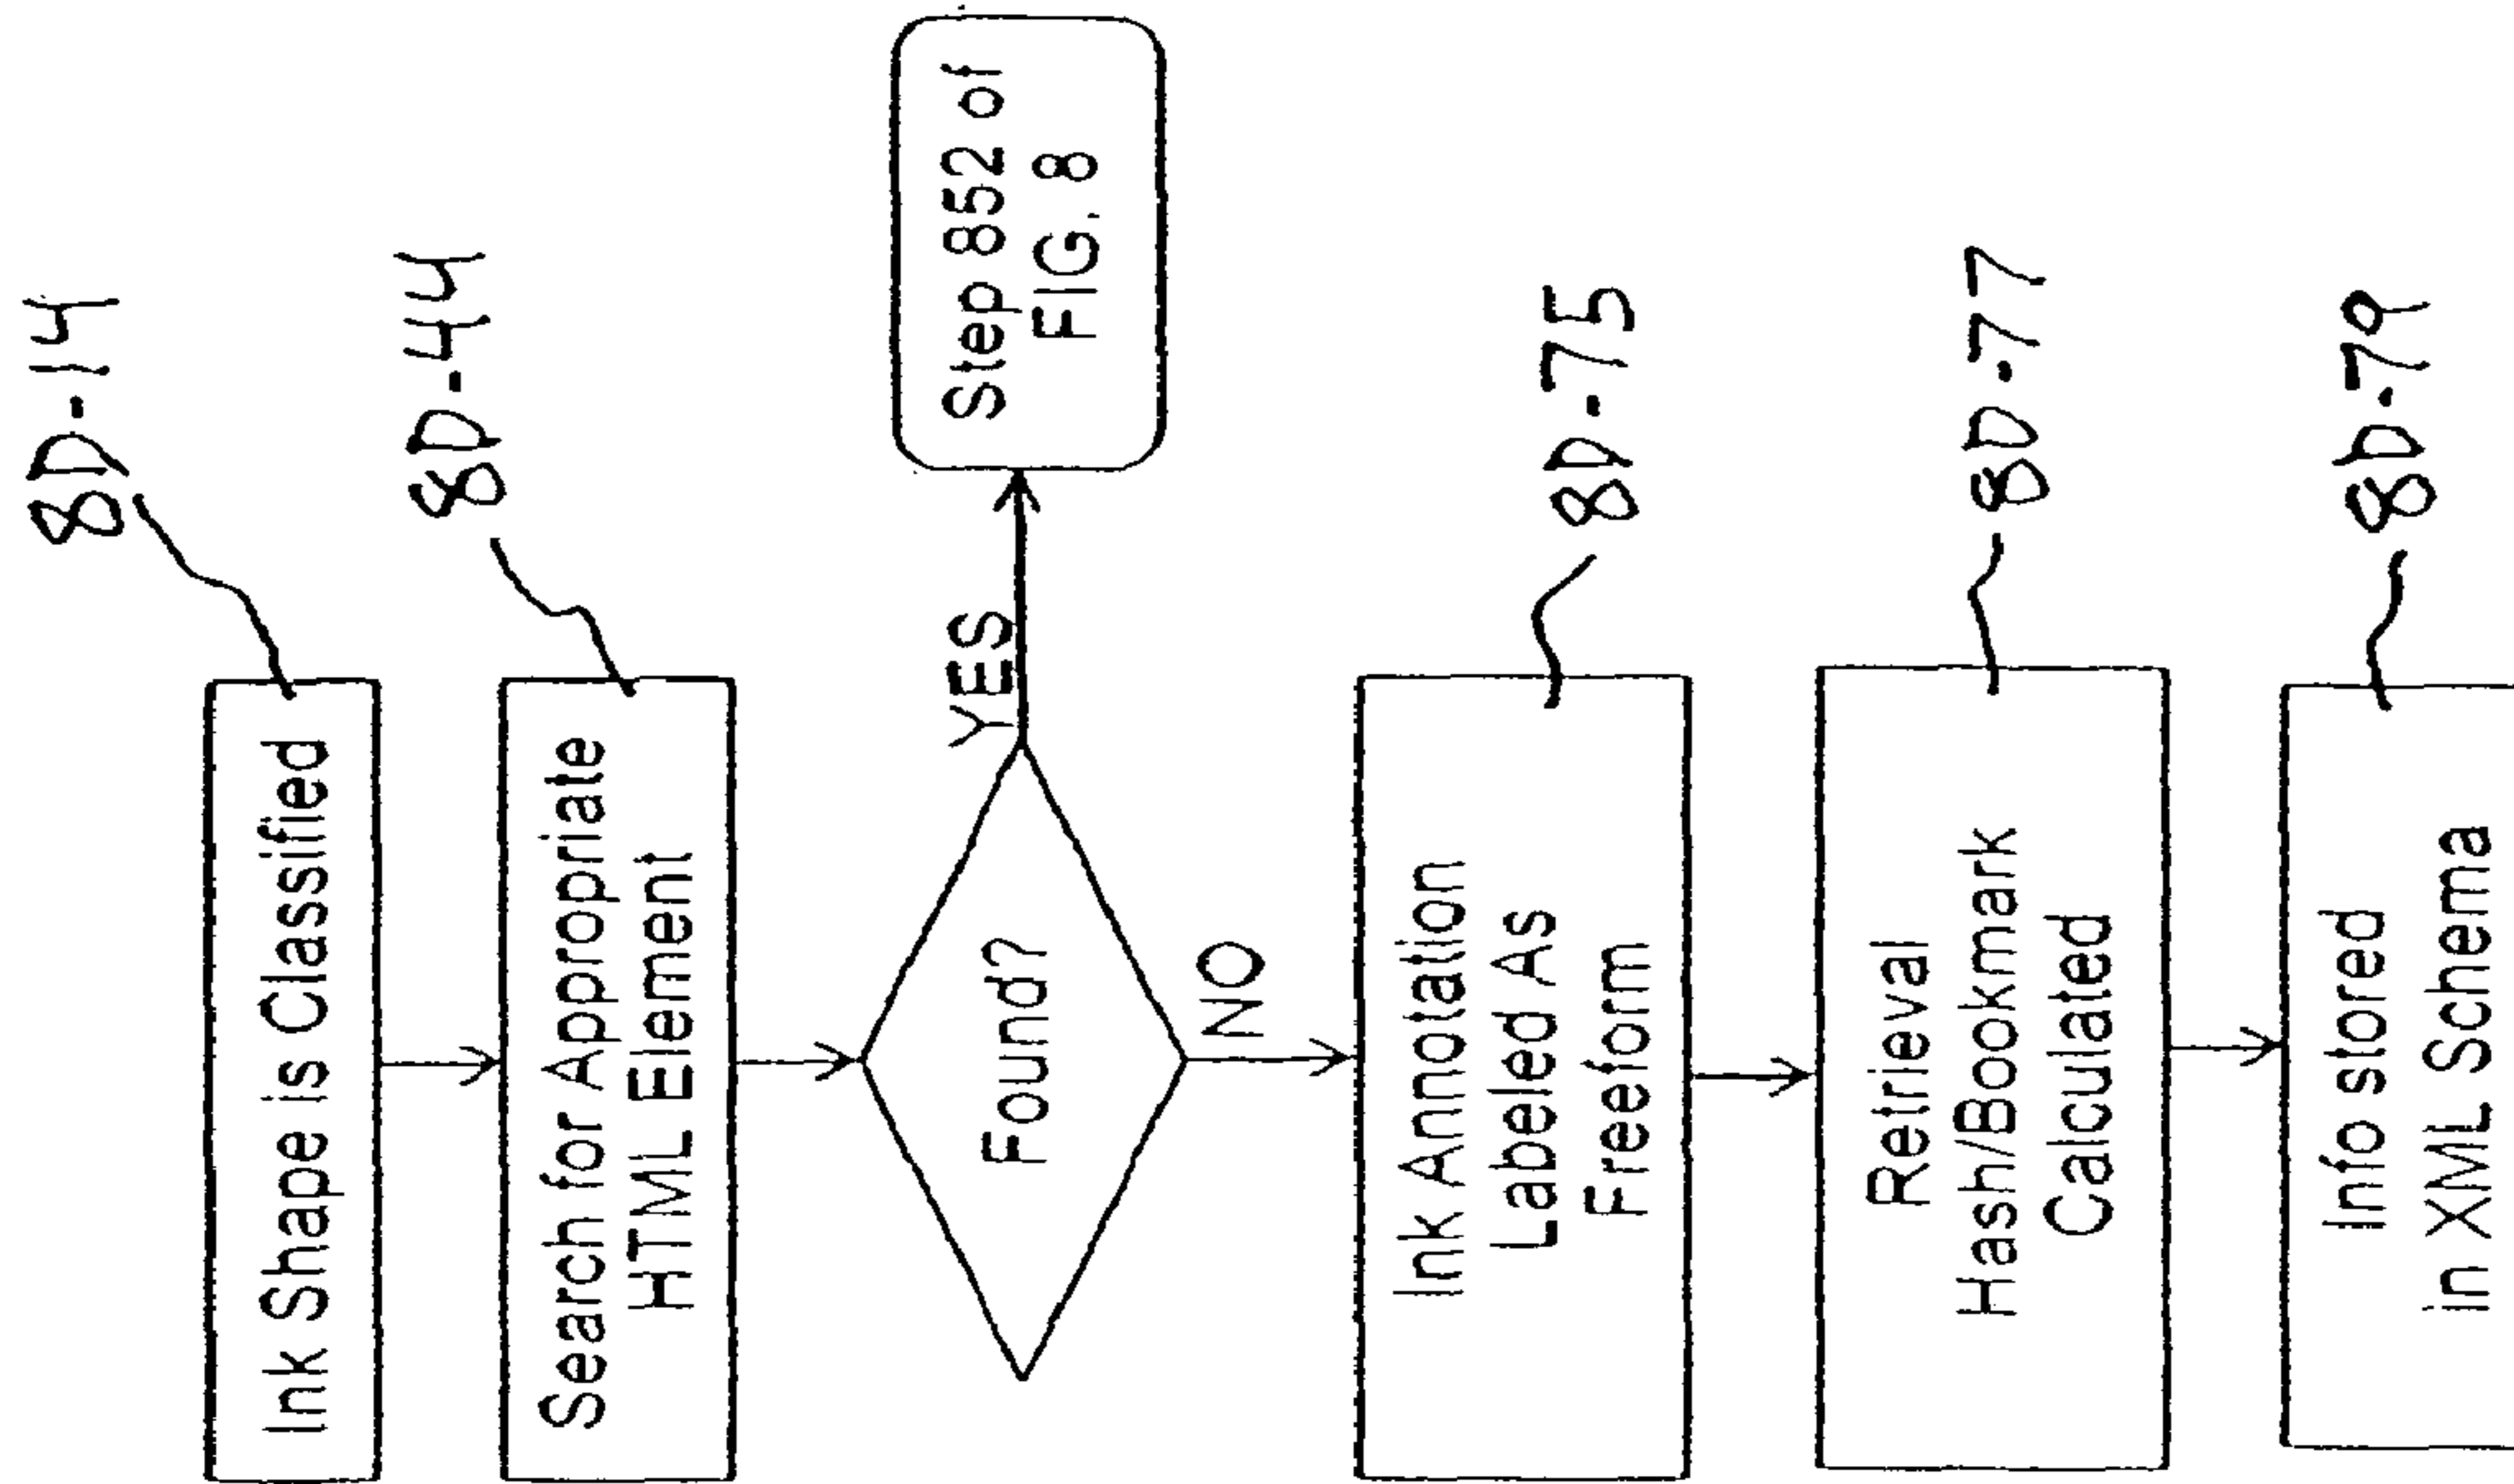 8D-14
Ink Shape is Classified
8D-44
Search for Appropriate
HTML Element
Found?
YES
Step 852 of
FIG. 8
NO
Ink Annotation
Labeled As
Freeform
8D-75
Retrieval
Hash/Bookmark
Calculated
8D-77
Info stored
in XML Schema
8D-79